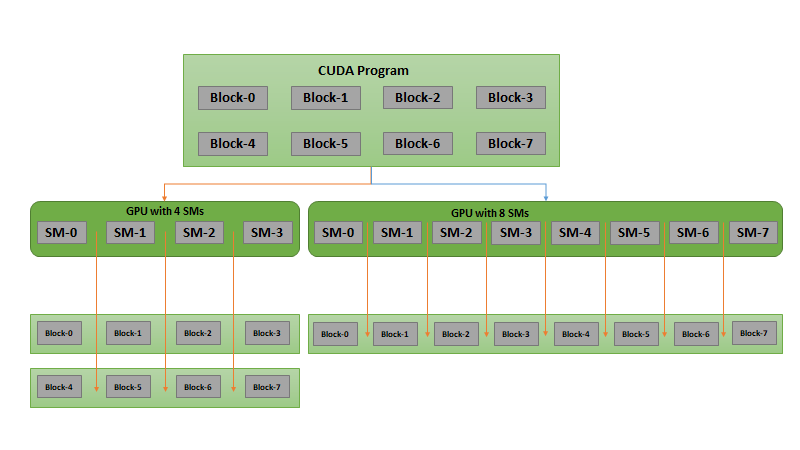 CUDA Program
Block-0 Block-1 Block-2 Block-3
Block-4 Block-5 Block-6 Block-7
GPU with 4 SMs
SM-0 SM-1 SM-2 SM-3
Block-0 Block-1 Block-2 Block-3
Block-4 Block-5 Block-6 Block-7
GPU with 8 SMs
SM-0 SM-1 SM-2 SM-3 SM-4 SM-5 SM-6 SM-7
Block-0 Block-1 Block-2 Block-3 Block-4 Block-5 Block-6 Block-7